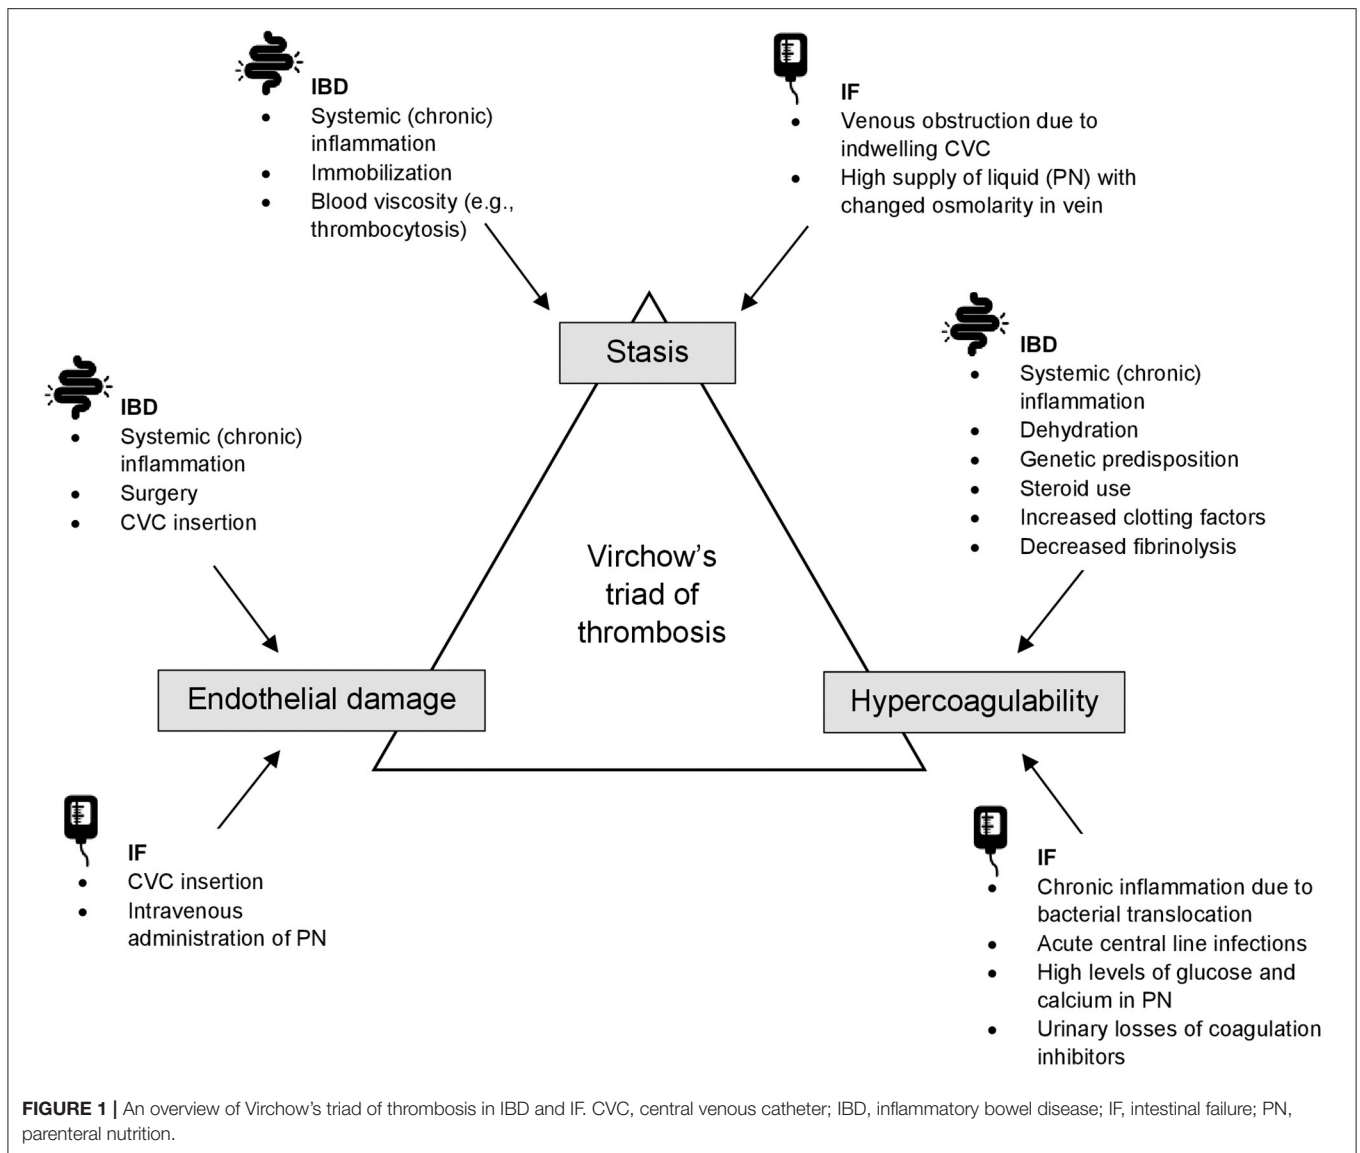 IBD
• Systemic (chronic)
inflammation
• Immobilization
• Blood viscosity (e.g.,
thrombocytosis)
IF
• Venous obstruction due to
indwelling CVC
• High supply of liquid (PN) with
changed osmolarity in vein
Stasis
IBD
• Systemic (chronic)
inflammation
• Surgery
• CVC insertion
IBD
• Systemic (chronic)
inflammation
• Dehydration
• Genetic predisposition
• Steroid use
• Increased clotting factors
• Decreased fibrinolysis
Virchow’s
triad of
thrombosis
Endothelial damage
Hypercoagulability
IF
• CVC insertion
• Intravenous
administration of PN
IF
• Chronic inflammation due to
bacterial translocation
• Acute central line infections
• High levels of glucose and
calcium in PN
• Urinary losses of coagulation
inhibitors
FIGURE 1 | An overview of Virchow’s triad of thrombosis in IBD and IF. CVC, central venous catheter; IBD, inflammatory bowel disease; IF, intestinal failure; PN,
parenteral nutrition.